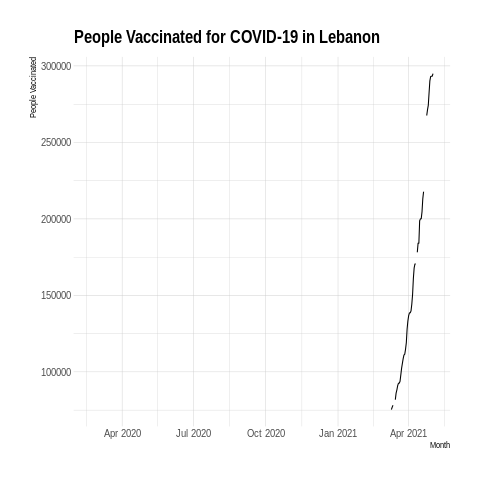 People Vaccinated for COVID-19 in Lebanon
People Vaccinated
300000
250000
200000
150000
100000
Apr 2020 Jul 2020 Oct 2020 Jan 2021 Apr 2021
Month